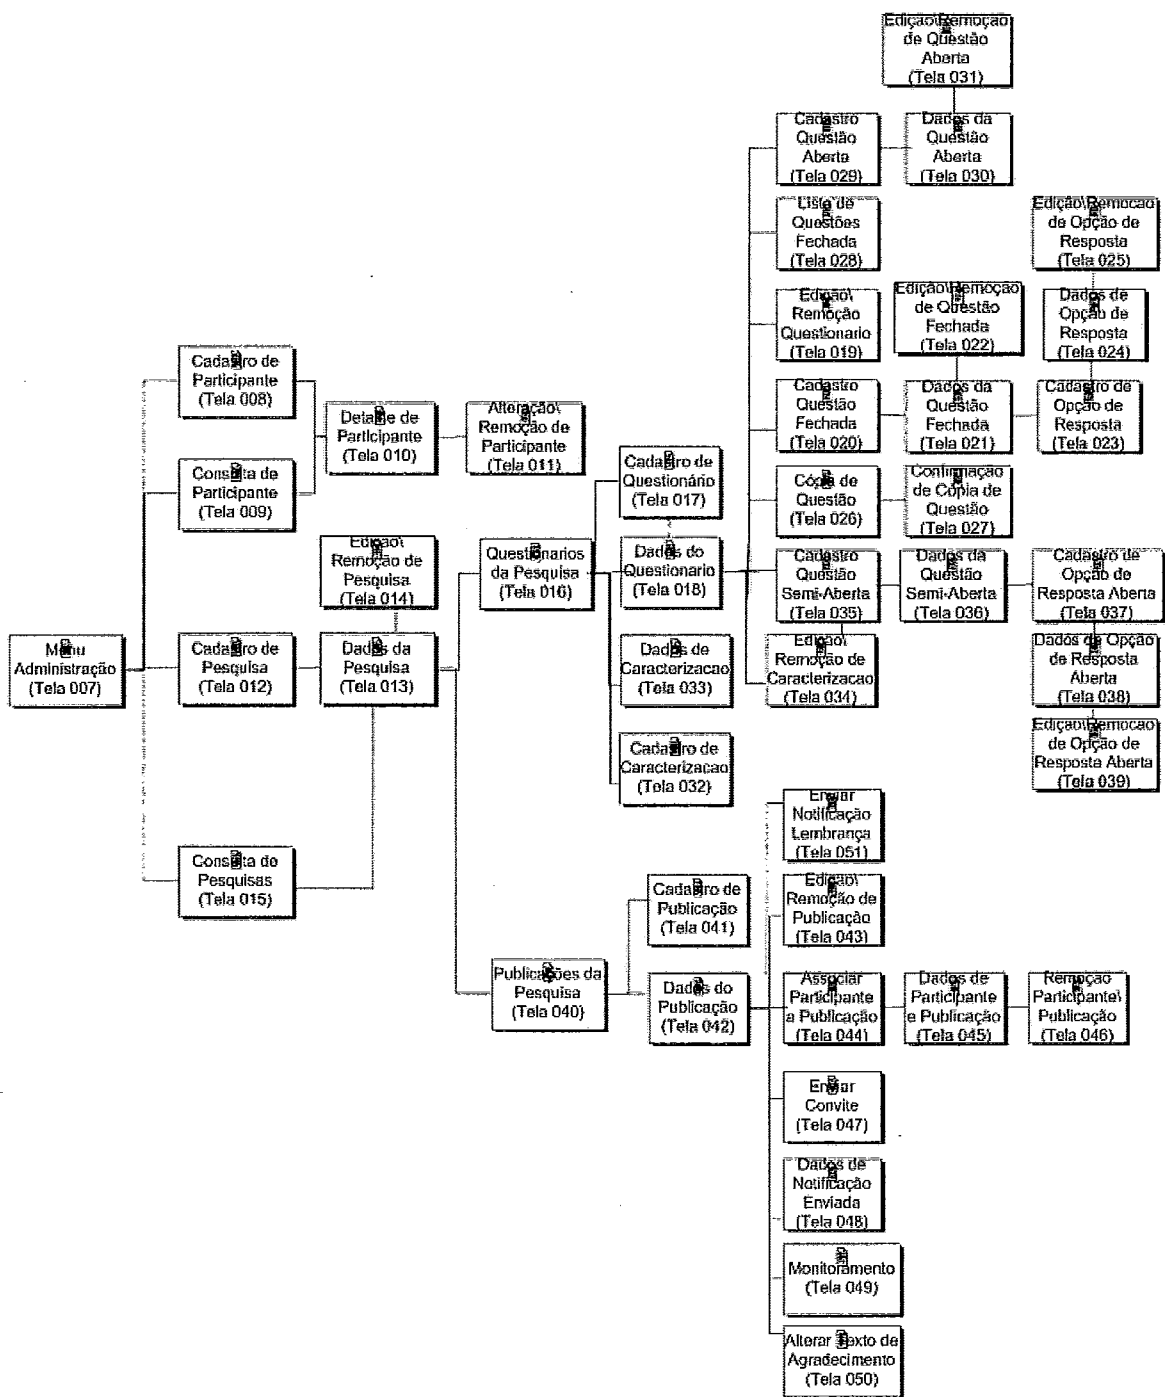 Edição\Remoção
de Questão
Aberta
(Tela 031)
Cadastro
Questão
Aberta
(Tela 029)
Dados da
Questão
Aberta
(Tela 030)
Lista de
Questões
Fechada
(Tela 028)
Edição\Remocao
de Opção de
Resposta
(Tela 025)
Edição\
Remoção
Questionario
(Tela 019)
Edição\Remoção
de Questão
Fechada
(Tela 022)
Dados de
Opção de
Resposta
(Tela 024)
Cadastro de
Participante
(Tela 008)
Detalhe de
Participante
(Tela 010)
Alteração\
Remoção de
Participante
(Tela 011)
Cadastro
Questão
Fechada
(Tela 020)
Dados da
Questão
Fechada
(Tela 021)
Cadastro de
Opção de
Resposta
(Tela 023)
Consulta de
Participante
(Tela 009)
Cadastro de
Questionário
(Tela 017)
Cópia de
Questão
(Tela 026)
Confirmação
de Cópia de
Questão
(Tela 027)
Edição\
Remoção de
Pesquisa
(Tela 014)
Questionarios
da Pesquisa
(Tela 016)
Dados do
Questionario
(Tela 018)
Cadastro
Questão
Semi-Aberta
(Tela 035)
Dados da
Questão
Semi-Aberta
(Tela 036)
Cadastro de
Opção de
Resposta Aberta
(Tela 037)
Menu
Administração
(Tela 007)
Cadastro de
Pesquisa
(Tela 012)
Dados da
Pesquisa
(Tela 013)
Dados de
Caracterizacao
(Tela 033)
Edição\
Remoção de
Caracterizacao
(Tela 034)
Dados de Opção
de Resposta
Aberta
(Tela 038)
Cadastro de
Caracterizacao
(Tela 032)
Edição\Remocao
de Opção de
Resposta Aberta
(Tela 039)
Enviar
Notificação
Lembrança
(Tela 051)
Consulta de
Pesquisas
(Tela 015)
Cadastro de
Publicação
(Tela 041)
Edição\
Remoção de
Publicação
(Tela 043)
Publicações da
Pesquisa
(Tela 040)
Dados do
Publicação
(Tela 042)
Associar
Participante
a Publicação
(Tela 044)
Dados de
Participante
e Publicação
(Tela 045)
Remoção
Participante\
Publicação
(Tela 046)
Enviar
Convite
(Tela 047)
Dados de
Notificação
Enviada
(Tela 048)
Monitoramento
(Tela 049)
Alterar Texto de
Agradecimento
(Tela 050)